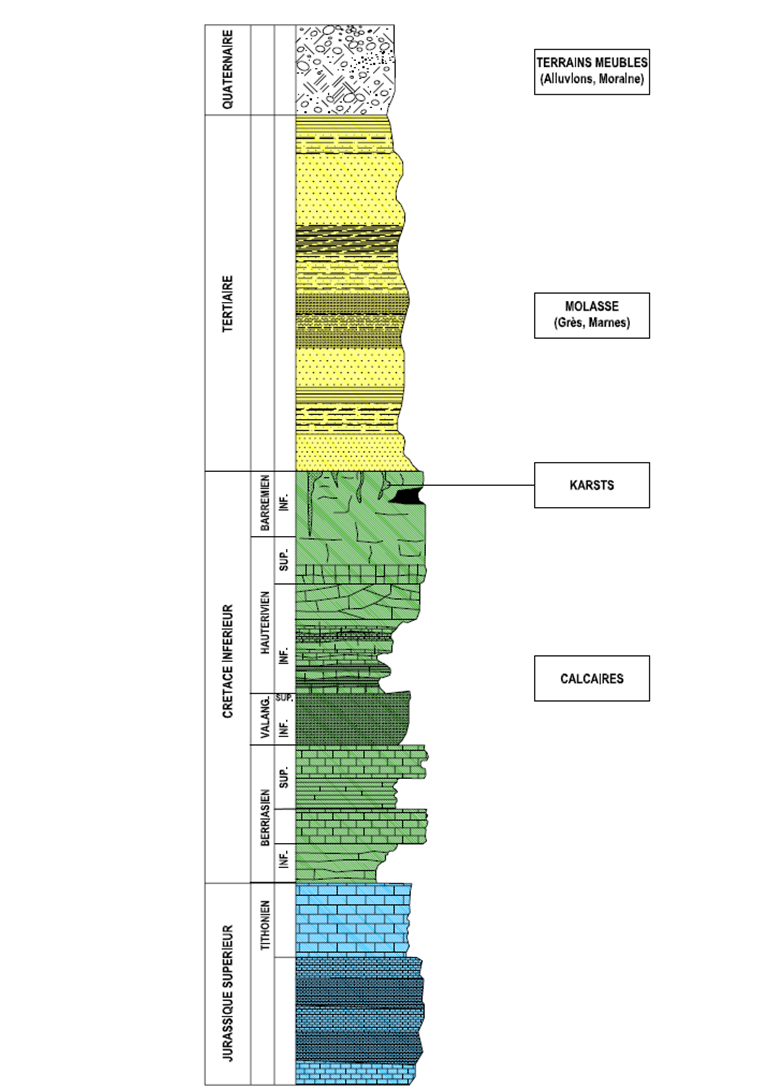 QUATERNAIRE
TERRAINS MEUBLES
(Alluvions, Moraine)
TERTIAIRE
MOLASSE
(Grès, Marnes)
CRETACE INFERIEUR
BARREMIEN
INF.
KARSTS
HAUTERIVIEN
SUP.
INF.
CALCAIRES
VALANG.
SUP.
INF.
BERRIASIEN
SUP.
INF.
JURASSIQUE SUPERIEUR
TITHONIEN